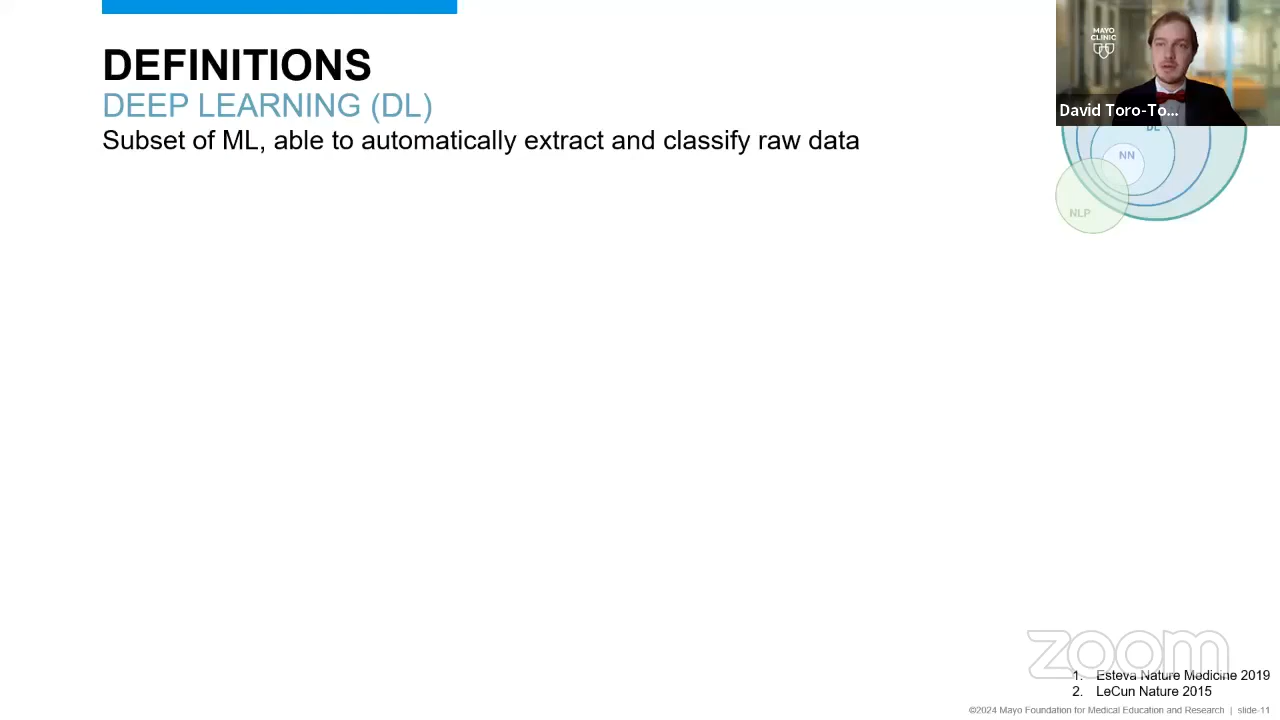 DEFINITIONS
DEEP LEARNING (DL)
Subset of ML, able to automatically extract and classify raw data
MAYO
CLINIC
David Toro-To...
DL
NN
NLP
zoom
1. Esteva Nature Medicine 2019
2. LeCun Nature 2015
©2024 Mayo Foundation for Medical Education and Research | slide-11